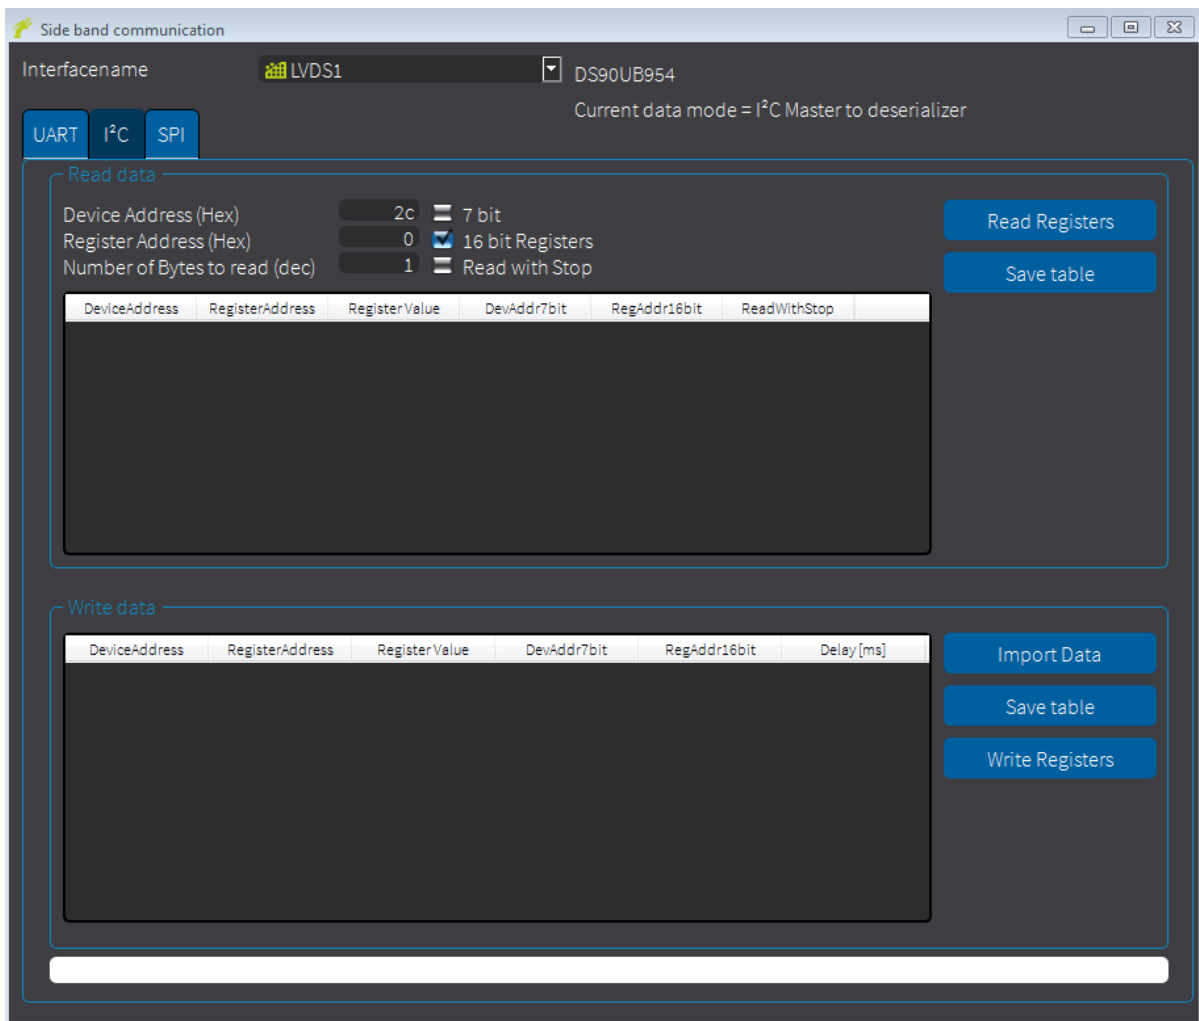 Side band communication
Interfacename LVDS1 DS90UB954
Current data mode = I²C Master to deserializer
UART I²C SPI
Read data
Device Address (Hex) 2c 7 bit
Register Address (Hex) 0 16 bit Registers
Number of Bytes to read (dec) 1 Read with Stop
Read Registers
Save table
DeviceAddress RegisterAddress RegisterValue DevAddr7bit RegAddr16bit ReadWithStop
Write data
DeviceAddress RegisterAddress RegisterValue DevAddr7bit RegAddr16bit Delay [ms]
Import Data
Save table
Write Registers